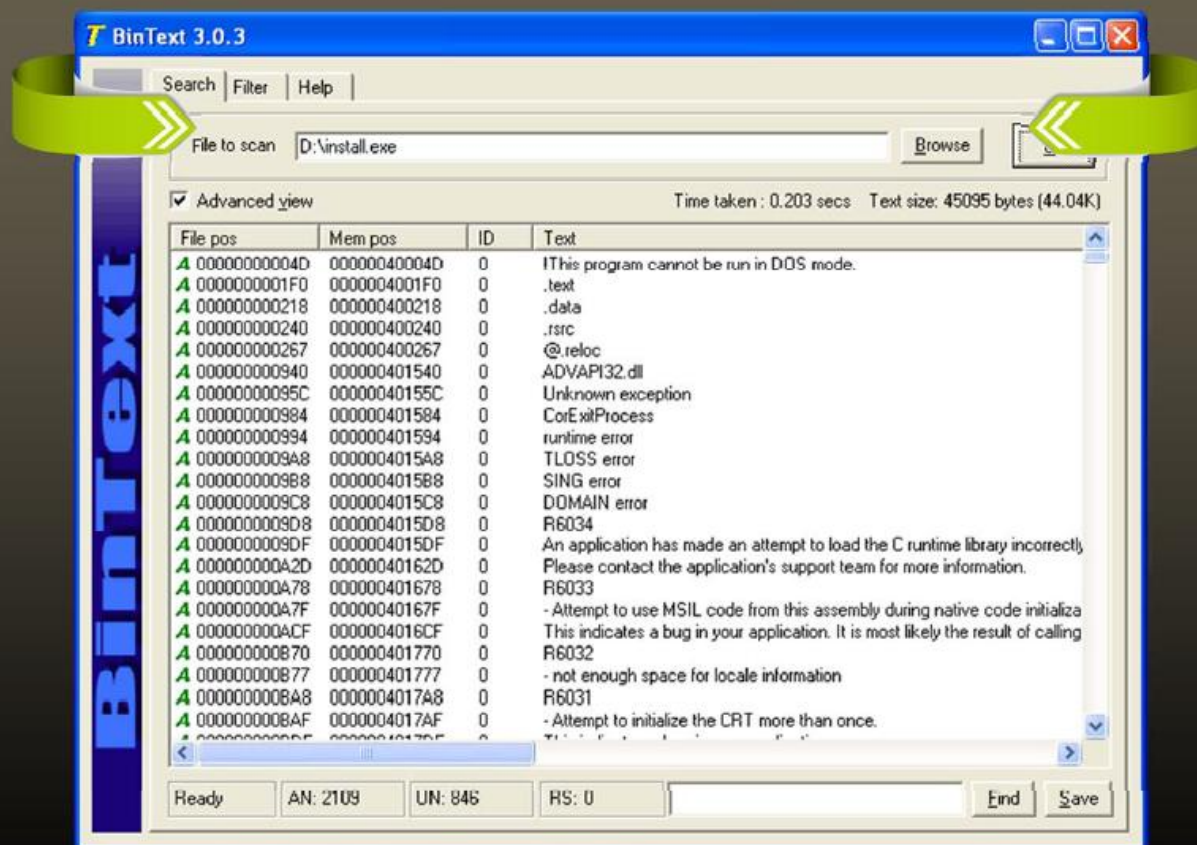 BinText 3.0.3
Search Filter Help
File to scan D:\install.exe Browse
Advanced view Time taken : 0.203 secs Text size: 45095 bytes (44.04K)
File pos Mem pos ID Text
A 00000000004D 00000040004D 0 !This program cannot be run in DOS mode.
A 0000000001F0 0000004001F0 0 .text
A 000000000218 000000400218 0 .data
A 000000000240 000000400240 0 .rsrc
A 000000000267 000000400267 0 @.reloc
A 000000000940 000000401540 0 ADVAPI32.dll
A 00000000095C 00000040155C 0 Unknown exception
A 000000000984 000000401584 0 CorExitProcess
A 000000000994 000000401594 0 runtime error
A 0000000009A8 0000004015A8 0 TLOSS error
A 0000000009B8 0000004015B8 0 SING error
A 0000000009C8 0000004015C8 0 DOMAIN error
A 0000000009D8 0000004015D8 0 R6034
A 0000000009DF 0000004015DF 0 An application has made an attempt to load the C runtime library incorrectly
A 000000000A2D 00000040162D 0 Please contact the application's support team for more information.
A 000000000A78 000000401678 0 R6033
A 000000000A7F 00000040167F 0 - Attempt to use MSIL code from this assembly during native code initializa
A 000000000ACF 0000004016CF 0 This indicates a bug in your application. It is most likely the result of calling
A 000000000B70 000000401770 0 R6032
A 000000000B77 000000401777 0 - not enough space for locale information
A 000000000BA8 0000004017A8 0 R6031
A 000000000BAF 0000004017AF 0 - Attempt to initialize the CRT more than once.
Ready AN: 2109 UN: 846 RS: 0 Find Save
BinText